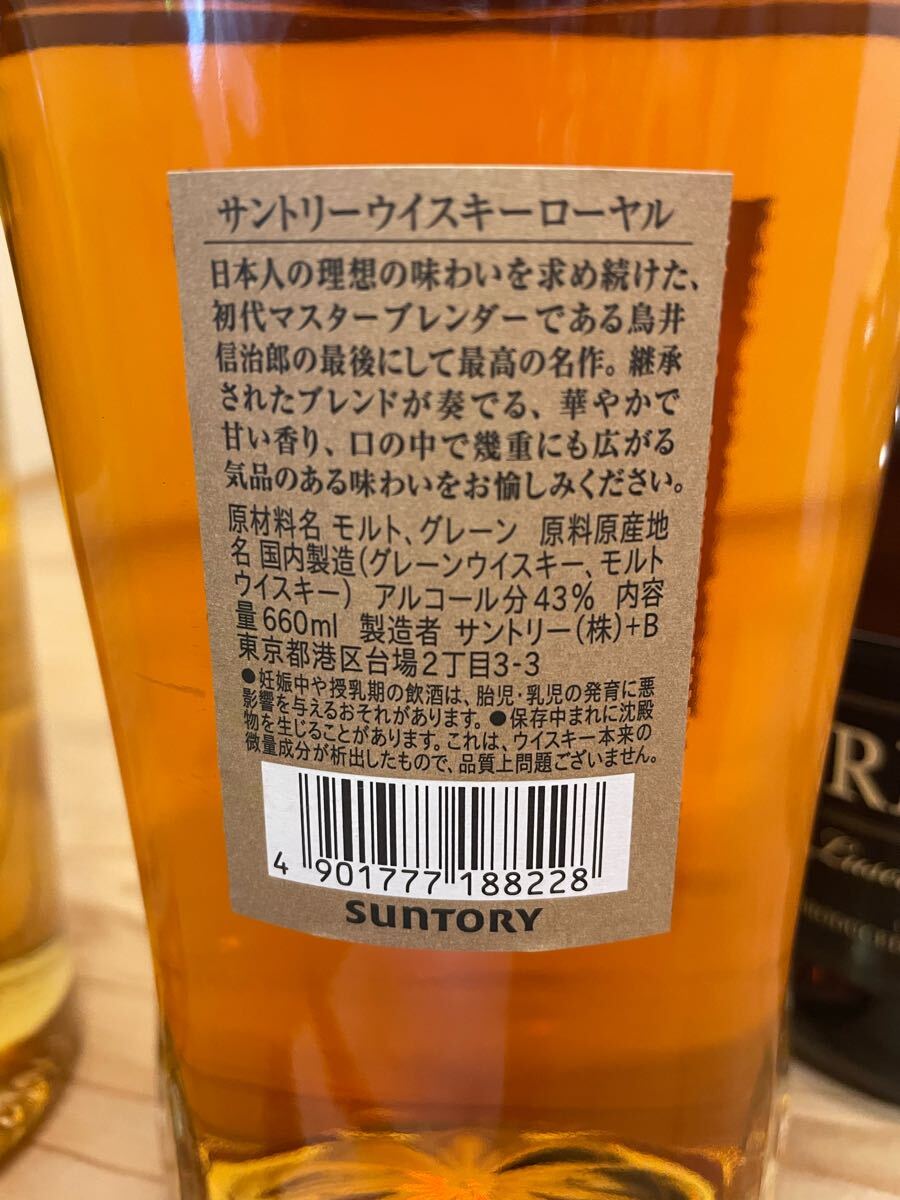 サントリーウイスキーローヤル
日本人の理想の味わいを求め続けた、
初代マスターブレンダーである鳥井
信治郎の最後にして最高の名作。継承
されたブレンドが奏でる、華やかで
甘い香り、口の中で幾重にも広がる
気品のある味わいをお愉しみください。
原材料名 モルト、グレーン 原料原産地
名 国内製造(グレーンウイスキー、モルト
ウイスキー) アルコール分43% 内容
量660ml 製造者 サントリー(株)+B
東京都港区台場2丁目3-3
●妊娠中や授乳期の飲酒は、胎児・乳児の発育に悪
影響を与えるおそれがあります。●保存中まれに沈殿
物を生じることがあります。これは、ウイスキー本来の
微量成分が析出したもので、品質上問題ございません。
4 901777 188228
SUNTORY